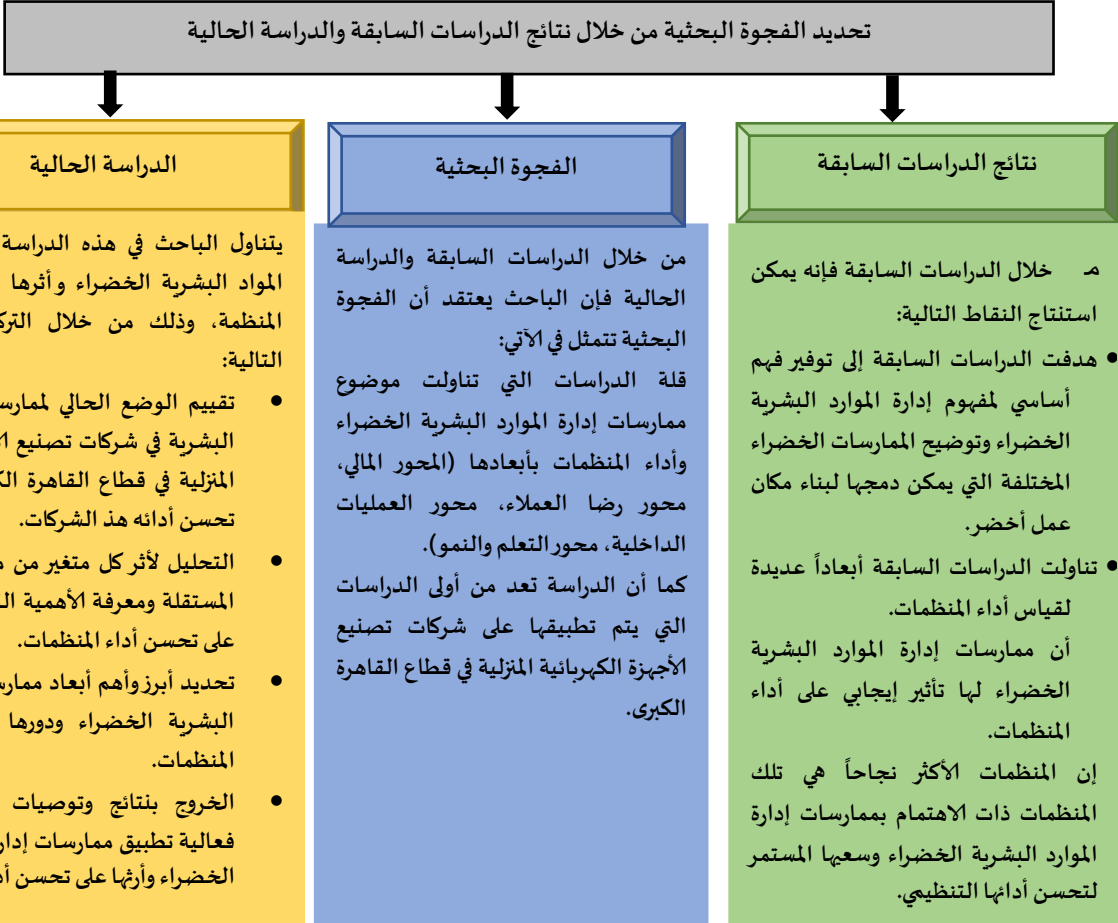 تحديد الفجوة البحثية من خلال نتائج الدراسات السابقة والدراسة الحالية
نتائج الدراسات السابقة
مـ خلال الدراسات السابقة فإنه يمكن
استنتاج النقاط التالية:
• هدفت الدراسات السابقة إلى توفير فهم
أساسي لمفهوم إدارة الموارد البشرية
الخضراء وتوضيح الممارسات الخضراء
المختلفة التي يمكن دمجها لبناء مكان
عمل أخضر.
• تناولت الدراسات السابقة أبعاداً عديدة
لقياس أداء المنظمات.
أن ممارسات إدارة الموارد البشرية
الخضراء لها تأثير إيجابي على أداء
المنظمات.
إن المنظمات الأكثر نجاحاً هي تلك
المنظمات ذات الاهتمام بممارسات إدارة
الموارد البشرية الخضراء وسعيها المستمر
لتحسن أدائها التنظيمي.
الفجوة البحثية
من خلال الدراسات السابقة والدراسة
الحالية فإن الباحث يعتقد أن الفجوة
البحثية تتمثل في الآتي:
قلة الدراسات التي تناولت موضوع
ممارسات إدارة الموارد البشرية الخضراء
وأداء المنظمات بأبعادها (المحور المالي،
محور رضا العملاء، محور العمليات
الداخلية، محور التعلم والنمو).
كما أن الدراسة تعد من أولى الدراسات
التي يتم تطبيقها على شركات تصنيع
الأجهزة الكهربائية المنزلية في قطاع القاهرة
الكبرى.
الدراسة الحالية
يتناول الباحث في هذه الدراسة
المواد البشرية الخضراء وأثرها
المنظمة، وذلك من خلال
التالية:
• تقييم الوضع الحالي
البشرية في شركات تصنيع
المنزلية في قطاع القاهرة
تحسن أدائه هذ الشركات.
• التحليل لأثر كل متغير من
المستقلة ومعرفة الأهمية
على تحسن أداء المنظمات.
• تحديد أبرز وأهم أبعاد
البشرية الخضراء ودورها
المنظمات.
• الخروج بنتائج وتوصيات
فعالية تطبيق ممارسات
الخضراء وأرثها على تحسن